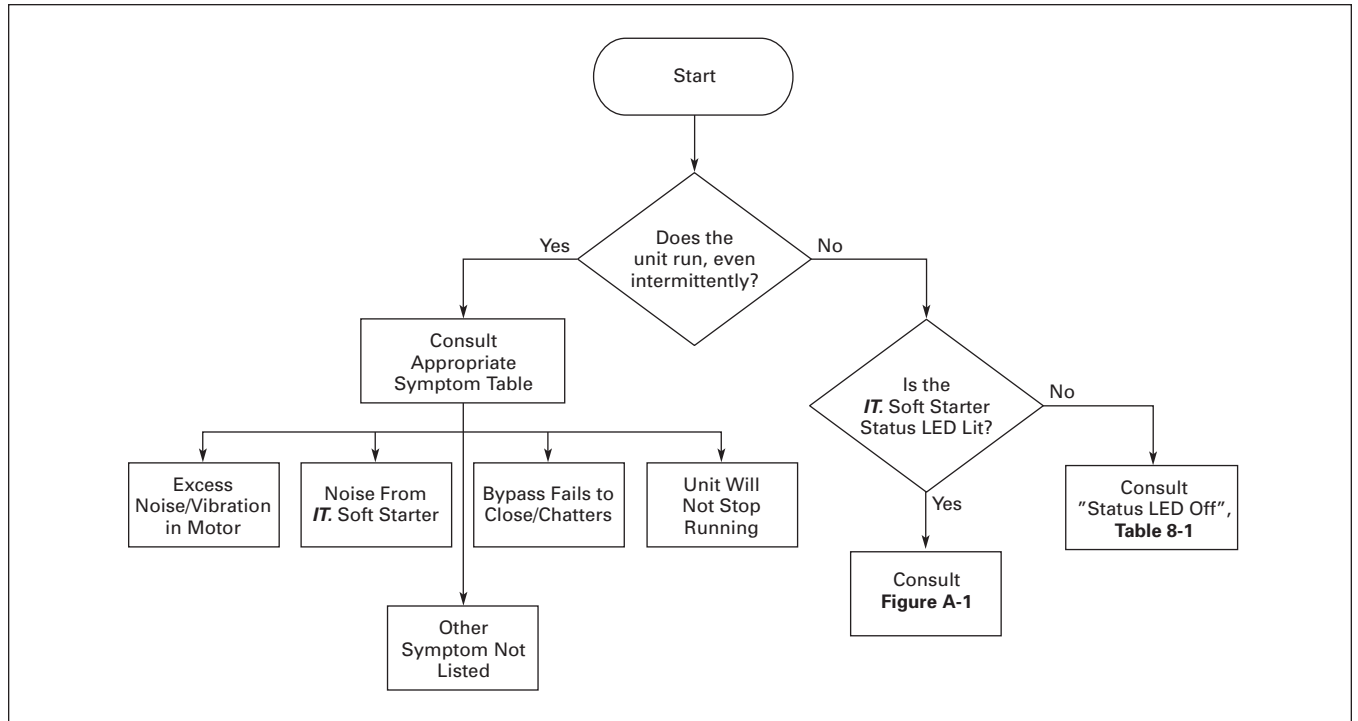 Start
Does the
unit run, even
intermittently?
Yes
No
Consult
Appropriate
Symptom Table
Is the
IT. Soft Starter
Status LED Lit?
No
Yes
Excess
Noise/Vibration
in Motor
Noise From
IT. Soft Starter
Bypass Fails to
Close/Chatters
Unit Will
Not Stop
Running
Consult
"Status LED Off",
Table 8-1
Consult
Figure A-1
Other
Symptom Not
Listed